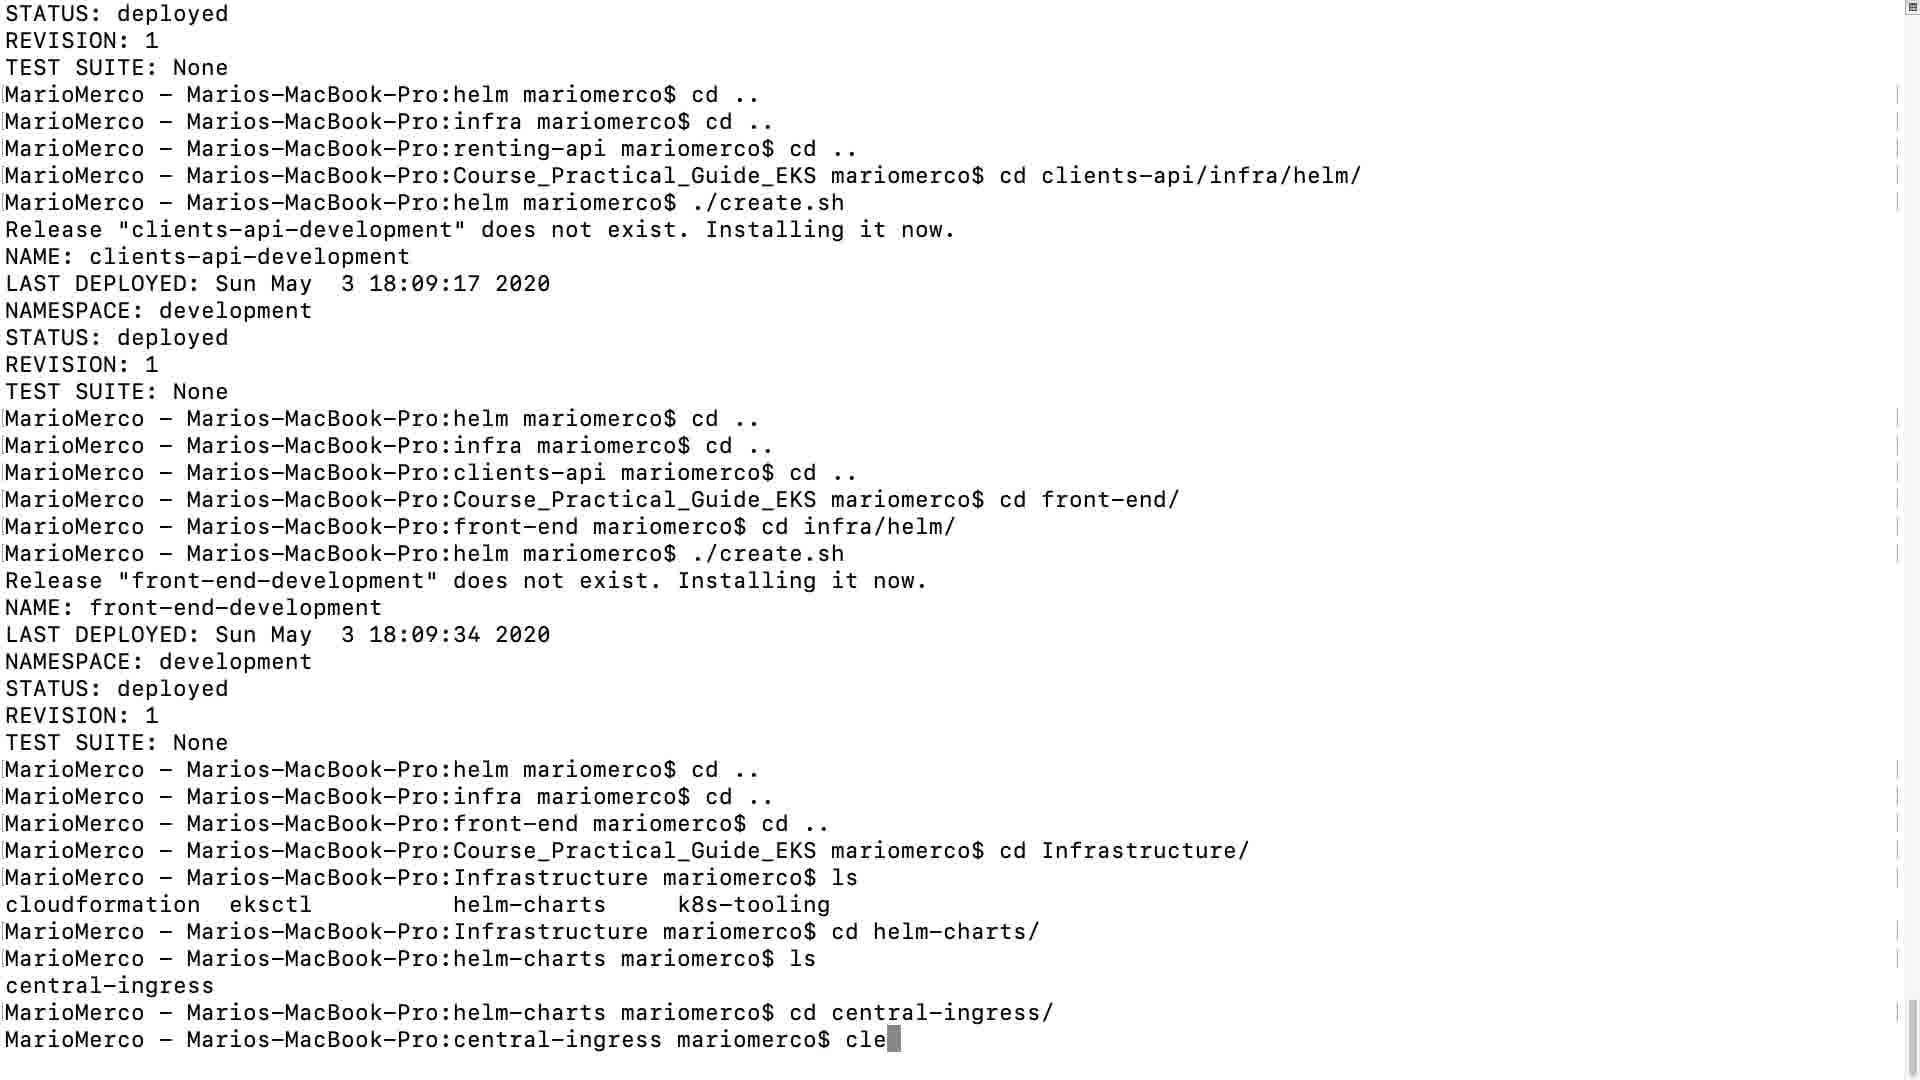 STATUS: deployed
REVISION: 1
TEST SUITE: None
MarioMerco – Marios-MacBook-Pro:helm mariomerco$ cd ..
MarioMerco – Marios-MacBook-Pro:infra mariomerco$ cd ..
MarioMerco – Marios-MacBook-Pro:renting-api mariomerco$ cd ..
MarioMerco – Marios-MacBook-Pro:Course_Practical_Guide_EKS mariomerco$ cd clients-api/infra/helm/
MarioMerco – Marios-MacBook-Pro:helm mariomerco$ ./create.sh
Release "clients-api-development" does not exist. Installing it now.
NAME: clients-api-development
LAST DEPLOYED: Sun May  3 18:09:17 2020
NAMESPACE: development
STATUS: deployed
REVISION: 1
TEST SUITE: None
MarioMerco – Marios-MacBook-Pro:helm mariomerco$ cd ..
MarioMerco – Marios-MacBook-Pro:infra mariomerco$ cd ..
MarioMerco – Marios-MacBook-Pro:clients-api mariomerco$ cd ..
MarioMerco – Marios-MacBook-Pro:Course_Practical_Guide_EKS mariomerco$ cd front-end/
MarioMerco – Marios-MacBook-Pro:front-end mariomerco$ cd infra/helm/
MarioMerco – Marios-MacBook-Pro:helm mariomerco$ ./create.sh
Release "front-end-development" does not exist. Installing it now.
NAME: front-end-development
LAST DEPLOYED: Sun May  3 18:09:34 2020
NAMESPACE: development
STATUS: deployed
REVISION: 1
TEST SUITE: None
MarioMerco – Marios-MacBook-Pro:helm mariomerco$ cd ..
MarioMerco – Marios-MacBook-Pro:infra mariomerco$ cd ..
MarioMerco – Marios-MacBook-Pro:front-end mariomerco$ cd ..
MarioMerco – Marios-MacBook-Pro:Course_Practical_Guide_EKS mariomerco$ cd Infrastructure/
MarioMerco – Marios-MacBook-Pro:Infrastructure mariomerco$ ls
cloudformation  eksctl          helm-charts     k8s-tooling
MarioMerco – Marios-MacBook-Pro:Infrastructure mariomerco$ cd helm-charts/
MarioMerco – Marios-MacBook-Pro:helm-charts mariomerco$ ls
central-ingress
MarioMerco – Marios-MacBook-Pro:helm-charts mariomerco$ cd central-ingress/
MarioMerco – Marios-MacBook-Pro:central-ingress mariomerco$ cle